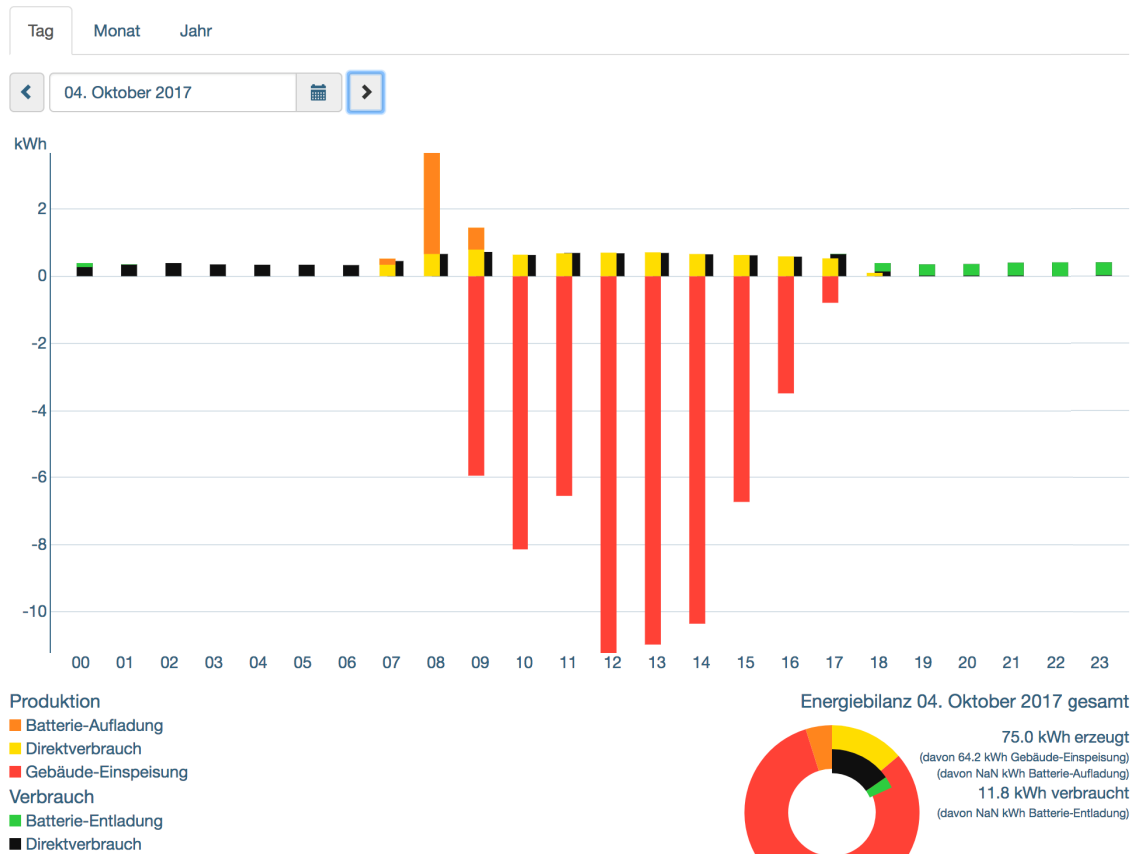 Tag Monat Jahr
04. Oktober 2017
kWh
2
0
-2
-4
-6
-8
-10
00 01 02 03 04 05 06 07 08 09 10 11 12 13 14 15 16 17 18 19 20 21 22 23
Produktion
Batterie-Aufladung
Direktverbrauch
Gebäude-Einspeisung
Verbrauch
Batterie-Entladung
Direktverbrauch
Energiebilanz 04. Oktober 2017 gesamt
75.0 kWh erzeugt
(davon 64.2 kWh Gebäude-Einspeisung)
(davon NaN kWh Batterie-Aufladung)
11.8 kWh verbraucht
(davon NaN kWh Batterie-Entladung)